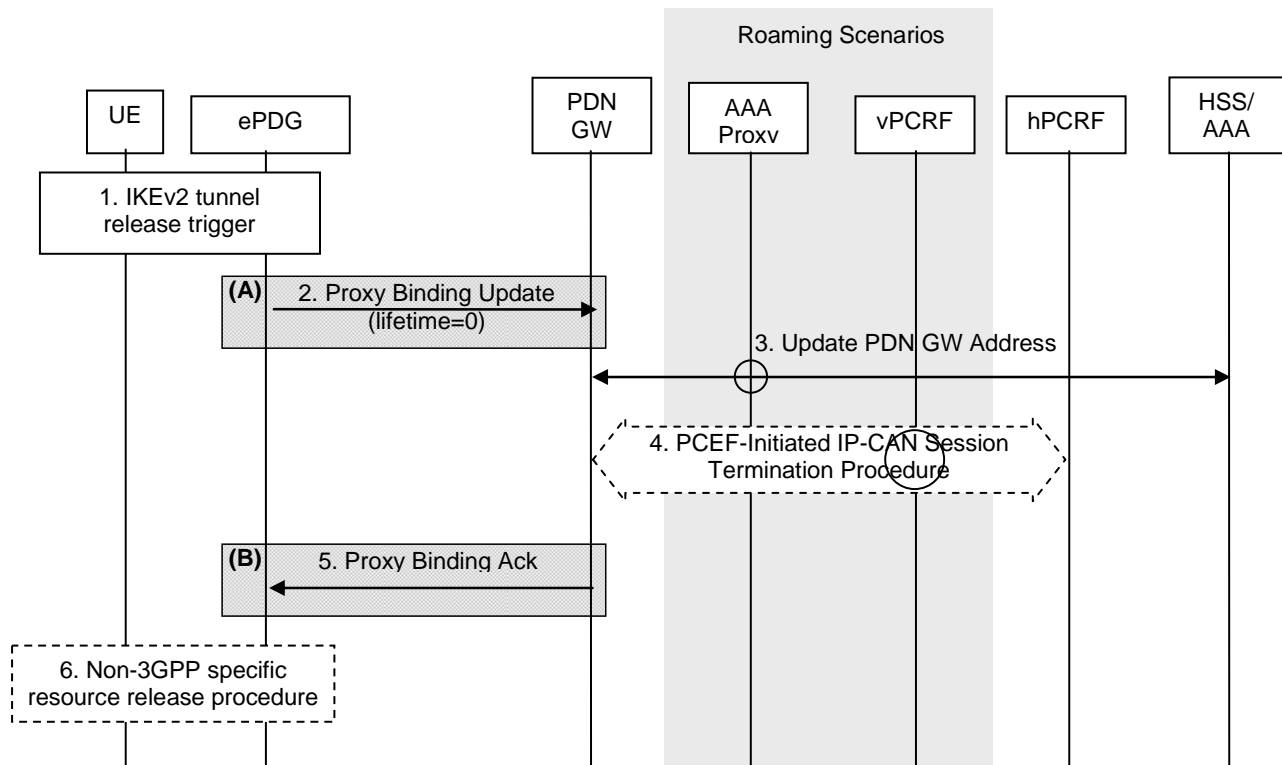 Roaming Scenarios
UE
ePDG
PDN
GW
AAA
Proxv
vPCRF
hPCRF
HSS/
AAA
1. IKEv2 tunnel
release trigger
(A)
2. Proxy Binding Update
(lifetime=0)
3. Update PDN GW Address
4. PCEF-Initiated IP-CAN Session
Termination Procedure
(B)
5. Proxy Binding Ack
6. Non-3GPP specific
resource release procedure